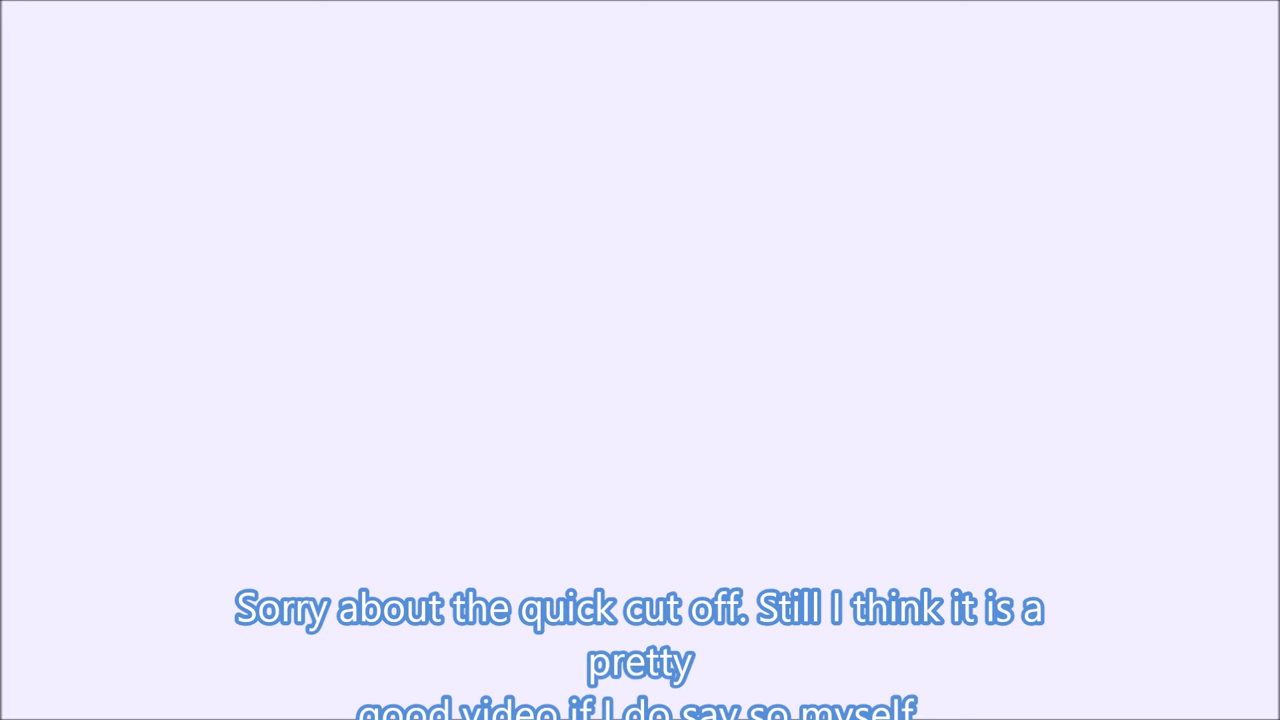 Sorry about the quick cut off. Still I think it is a
pretty
good video if I do say so myself